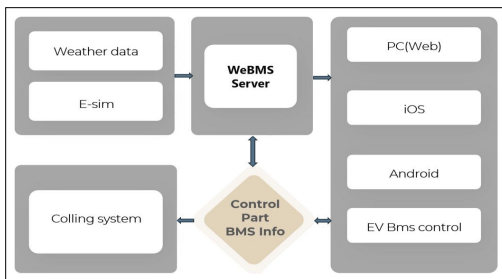 Weather data
E-sim
WeBMS
Server
PC(Web)
iOS
Android
EV Bms control
Colling system
Control
Part
BMS Info